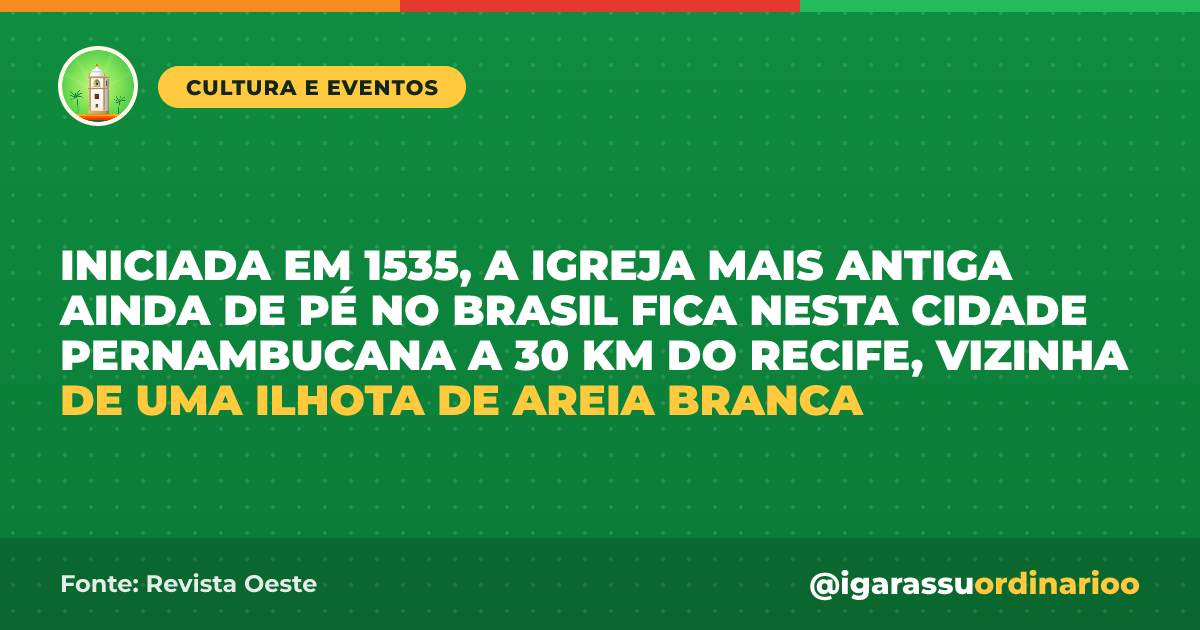 CULTURA E EVENTOS
INICIADA EM 1535, A IGREJA MAIS ANTIGA
AINDA DE PÉ NO BRASIL FICA NESTA CIDADE
PERNAMBUCANA A 30 KM DO RECIFE, VIZINHA
DE UMA ILHOTA DE AREIA BRANCA
Fonte: Revista Oeste
@igarassuordinarioo